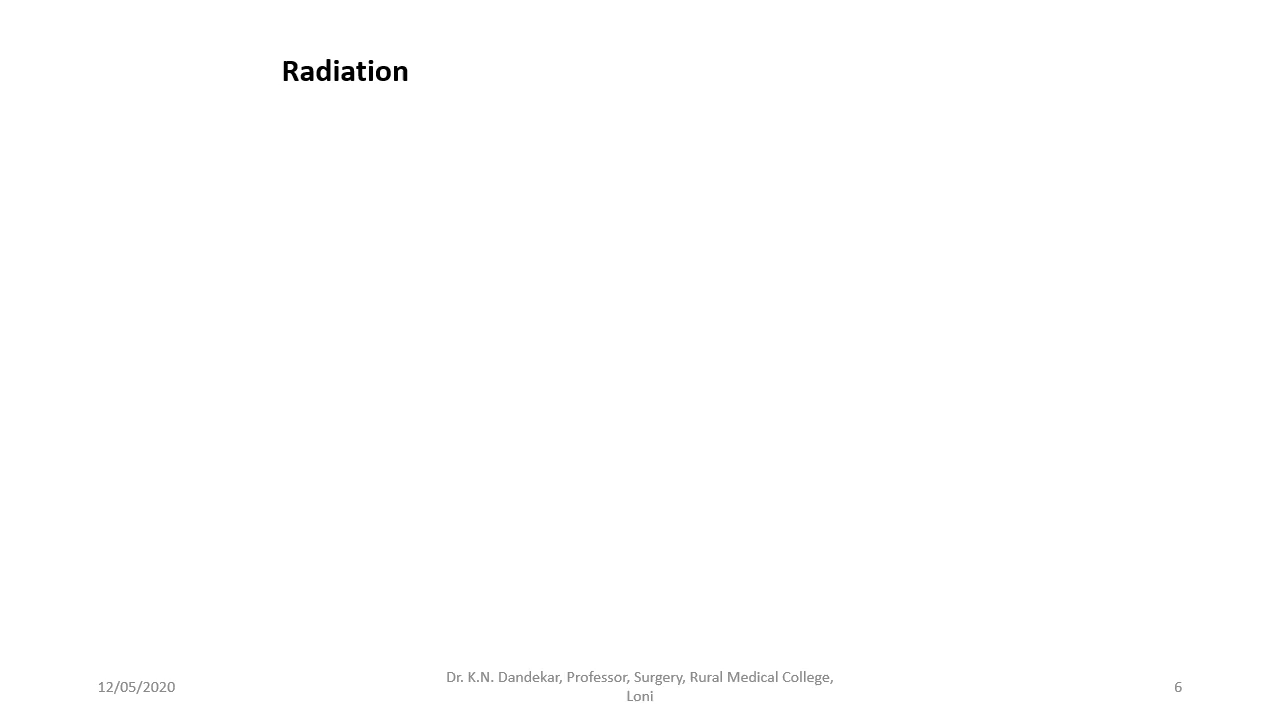 Radiation
12/05/2020
Dr. K.N. Dandekar, Professor, Surgery, Rural Medical College,
Loni
6